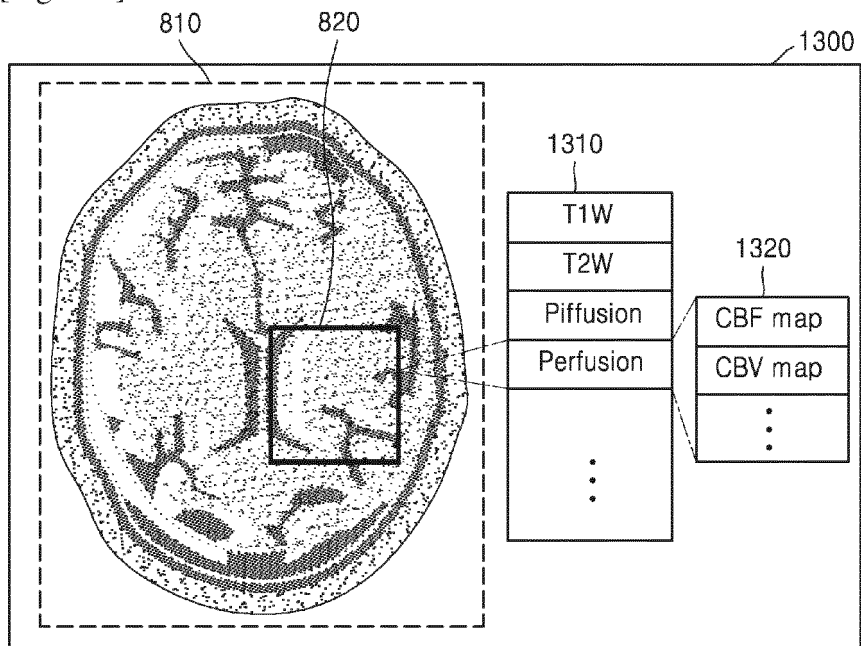 810
820
1300
1310
T1W
T2W
Piffusion
Perfusion
1320
CBF map
CBV map